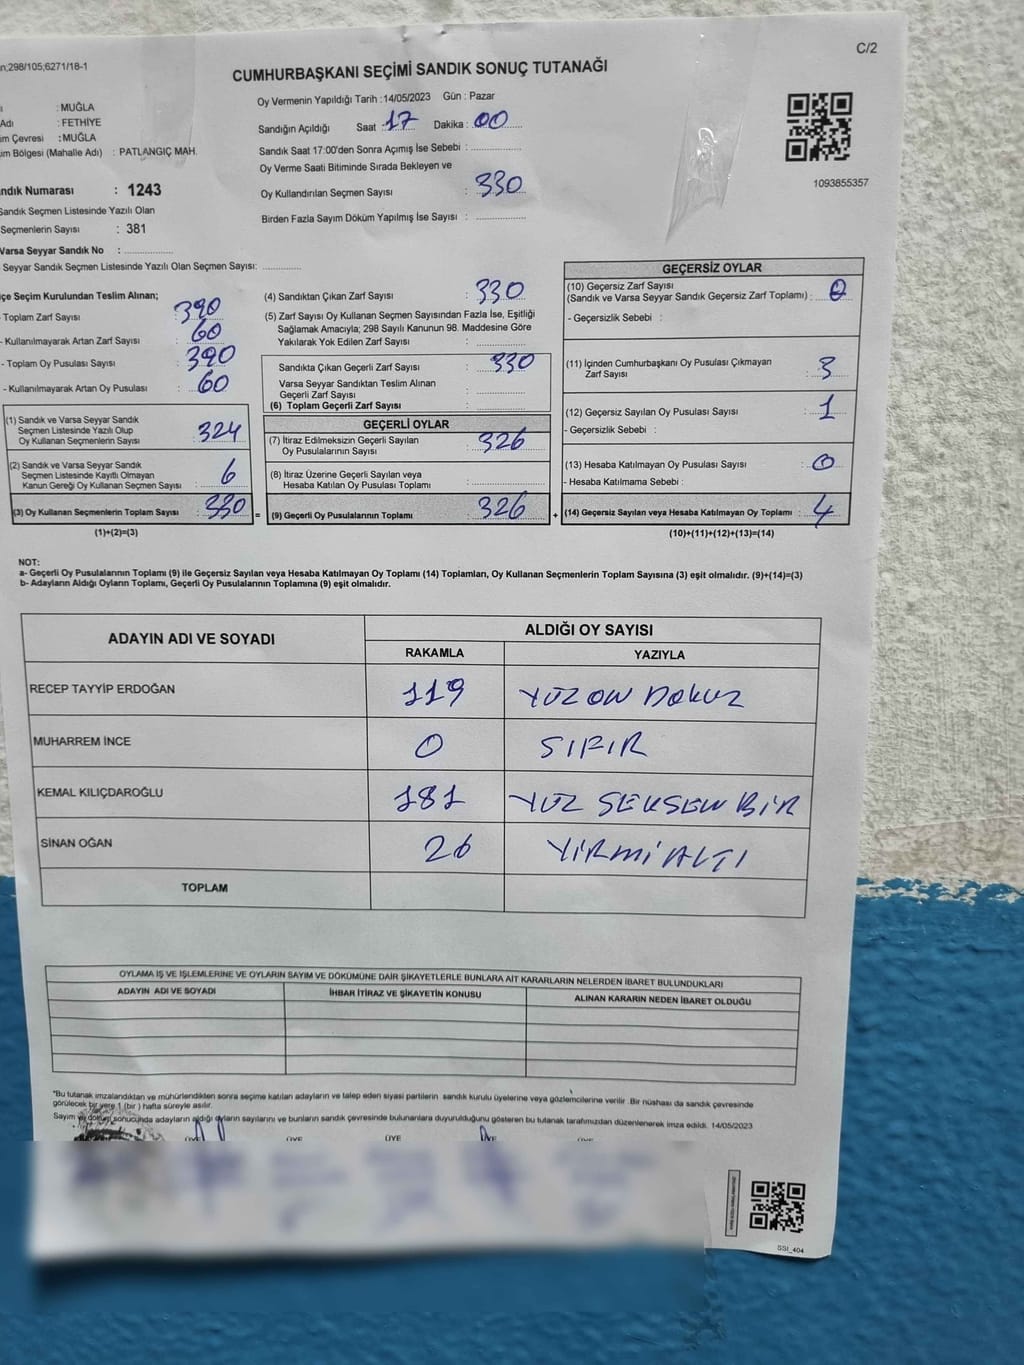 n;298/105;6271/18-1
C/2
CUMHURBAŞKANI SEÇİMİ SANDIK SONUÇ TUTANAĞI
ı : MUĞLA
Adı : FETHİYE
im Çevresi : MUĞLA
im Bölgesi (Mahalle Adı) : PATLANGIÇ MAH.
ndık Numarası : 1243
Sandık Seçmen Listesinde Yazılı Olan
Seçmenlerin Sayısı : 381
Varsa Seyyar Sandık No : ................
Seyyar Sandık Seçmen Listesinde Yazılı Olan Seçmen Sayısı: ............
Oy Vermenin Yapıldığı Tarih :14/05/2023 Gün : Pazar
Sandığın Açıldığı Saat : 17 Dakika : 00
Sandık Saat 17:00'den Sonra Açımış İse Sebebi : ................
Oy Verme Saati Bitiminde Sırada Bekleyen ve
Oy Kullandırılan Seçmen Sayısı : 330
Birden Fazla Sayım Döküm Yapılmış İse Sayısı : ................
1093855357
içe Seçim Kurulundan Teslim Alınan;
- Toplam Zarf Sayısı : 390
- Kullanılmayarak Artan Zarf Sayısı : 60
- Toplam Oy Pusulası Sayısı : 390
- Kullanılmayarak Artan Oy Pusulası : 60
(1) Sandık ve Varsa Seyyar Sandık
Seçmen Listesinde Yazılı Olup
Oy Kullanan Seçmenlerin Sayısı : 324
(2) Sandık ve Varsa Seyyar Sandık
Seçmen Listesinde Kayıtlı Olmayan
Kanun Gereği Oy Kullanan Seçmen Sayısı : 6
(3) Oy Kullanan Seçmenlerin Toplam Sayısı : 330 =
(1)+(2)=(3)
(4) Sandıktan Çıkan Zarf Sayısı : 330
(5) Zarf Sayısı Oy Kullanan Seçmen Sayısından Fazla İse, Eşitliği
Sağlamak Amacıyla; 298 Sayılı Kanunun 98. Maddesine Göre
Yakılarak Yok Edilen Zarf Sayısı : ................
Sandıkta Çıkan Geçerli Zarf Sayısı : 330
Varsa Seyyar Sandıktan Teslim Alınan
Geçerli Zarf Sayısı : ................
(6) Toplam Geçerli Zarf Sayısı : ................
GEÇERLİ OYLAR
(7) İtiraz Edilmeksizin Geçerli Sayılan
Oy Pusulalarının Sayısı : 326
(8) İtiraz Üzerine Geçerli Sayılan veya
Hesaba Katılan Oy Pusulası Toplamı : ................
(9) Geçerli Oy Pusulalarının Toplamı : 326 +
GEÇERSİZ OYLAR
(10) Geçersiz Zarf Sayısı
(Sandık ve Varsa Seyyar Sandık Geçersiz Zarf Toplamı) : 0
- Geçersizlik Sebebi :
(11) İçinden Cumhurbaşkanı Oy Pusulası Çıkmayan
Zarf Sayısı : 3
(12) Geçersiz Sayılan Oy Pusulası Sayısı : 1
- Geçersizlik Sebebi :
(13) Hesaba Katılmayan Oy Pusulası Sayısı : 0
- Hesaba Katılmama Sebebi :
(14) Geçersiz Sayılan veya Hesaba Katılmayan Oy Toplamı : 4
(10)+(11)+(12)+(13)=(14)
NOT:
a- Geçerli Oy Pusulalarının Toplamı (9) ile Geçersiz Sayılan veya Hesaba Katılmayan Oy Toplamı (14) Toplamları, Oy Kullanan Seçmenlerin Toplam Sayısına (3) eşit olmalıdır. (9)+(14)=(3)
b- Adayların Aldığı Oyların Toplamı, Geçerli Oy Pusulalarının Toplamına (9) eşit olmalıdır.
ADAYIN ADI VE SOYADI ALDIĞI OY SAYISI
RAKAMLA YAZIYLA
RECEP TAYYİP ERDOĞAN 119 YÜZ ON DOKUZ
MUHARREM İNCE 0 SIFIR
KEMAL KILIÇDAROĞLU 181 YÜZ SEKSEN BİR
SİNAN OĞAN 26 YİRMİ ALTI
TOPLAM
OYLAMA İŞ VE İŞLEMLERİNE VE OYLARIN SAYIM VE DÖKÜMÜNE DAİR ŞİKAYETLERLE BUNLARA AİT KARARLARIN NELERDEN İBARET BULUNDUKLARI
ADAYIN ADI VE SOYADI İHBAR İTİRAZ VE ŞİKAYETİN KONUSU ALINAN KARARIN NEDEN İBARET OLDUĞU
*Bu tutanak imzalandıktan ve mühürlendikten sonra seçime katılan adayların ve talep eden siyasi partilerin sandık kurulu üyelerine veya gözlemcilerine verilir .Bir nüshası da sandık çevresinde
görülecek bir yere 1 (bir ) hafta süreyle asılır.
Sayım ve döküm sonucunda adayların aldığı oyların sayılarını ve bunların sandık çevresinde bulunanlara duyurulduğunu gösteren bu tutanak tarafımızdan düzenlenerek imza edildi. 14/05/2023
ÜYE ÜYE ÜYE ÜYE ÜYE
SSI_404